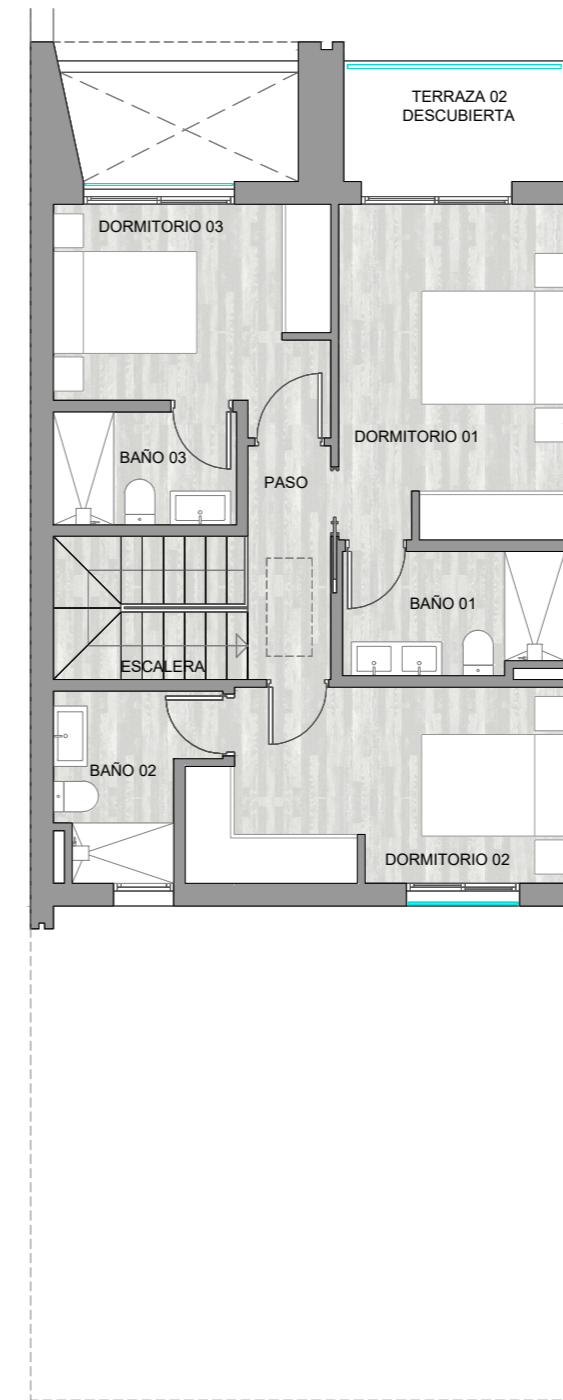 TERRAZA 02
DESCUBIERTA
DORMITORIO 03
DORMITORIO 01
BAÑO 03
PASO
BAÑO 01
ESCALERA
BAÑO 02
DORMITORIO 02